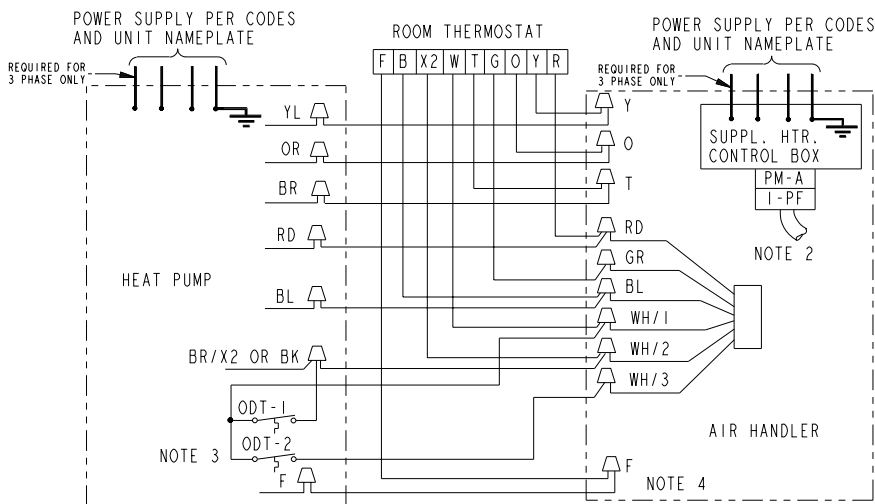 POWER SUPPLY PER CODES
AND UNIT NAMEPLATE
REQUIRED FOR
3 PHASE ONLY
ROOM THERMOSTAT
F B X2 W T G O Y R
POWER SUPPLY PER CODES
AND UNIT NAMEPLATE
REQUIRED FOR
3 PHASE ONLY
YL
OR
BR
RD
HEAT PUMP
BL
BR/X2 OR BK
ODT-1
ODT-2
NOTE 3
F
Y
O
T
RD
GR
BL
WH/1
WH/2
WH/3
SUPPL. HTR.
CONTROL BOX
PM-A
1-PF
NOTE 2
AIR HANDLER
F
NOTE 4